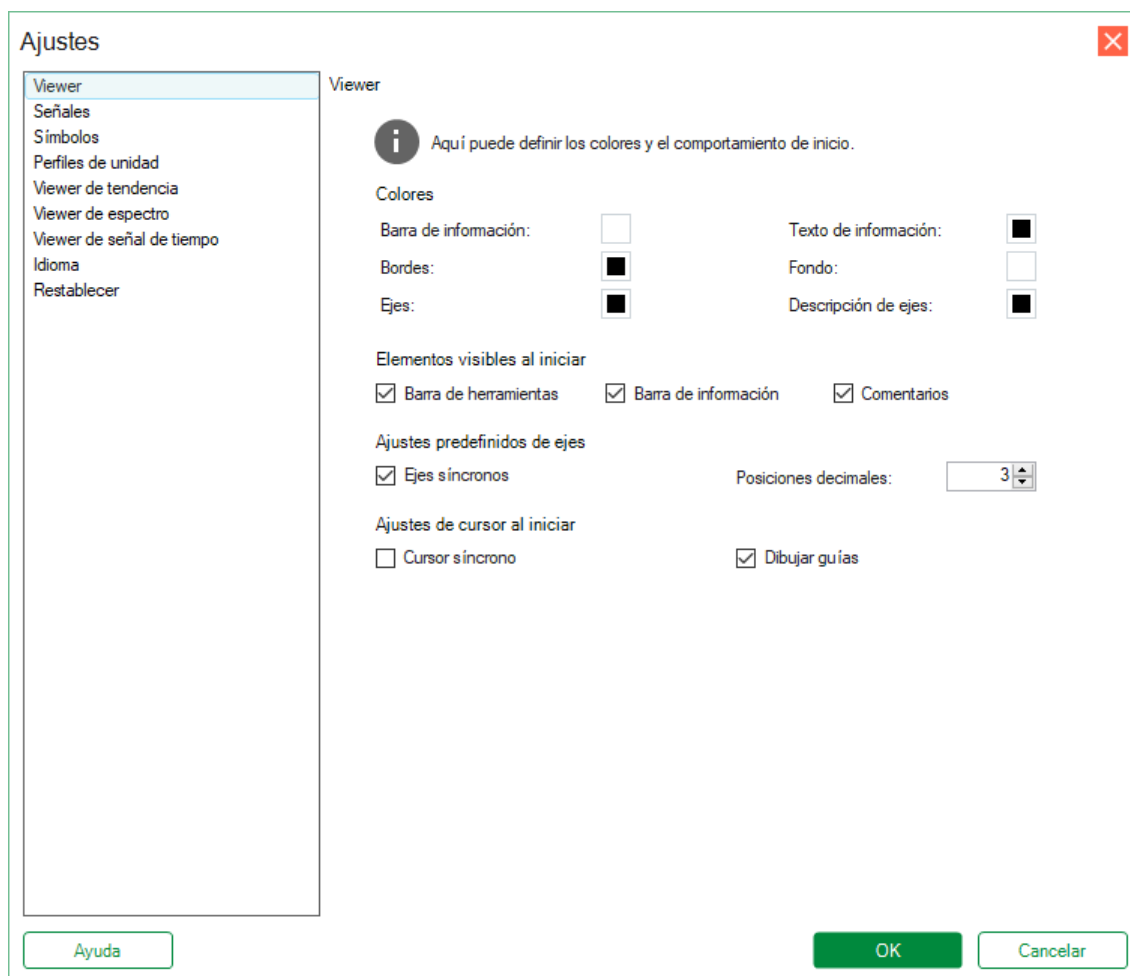 Ajustes
Viewer
Señales
Símbolos
Perfiles de unidad
Viewer de tendencia
Viewer de espectro
Viewer de señal de tiempo
Idioma
Restablecer
Viewer
Aquí puede definir los colores y el comportamiento de inicio.
Colores
Barra de información: Texto de información:
Bordes: Fondo:
Ejes: Descripción de ejes:
Elementos visibles al iniciar
Barra de herramientas Barra de información Comentarios
Ajustes predefinidos de ejes
Ejes síncronos Posiciones decimales: 3
Ajustes de cursor al iniciar
Cursor síncrono Dibujar guías
Ayuda OK Cancelar